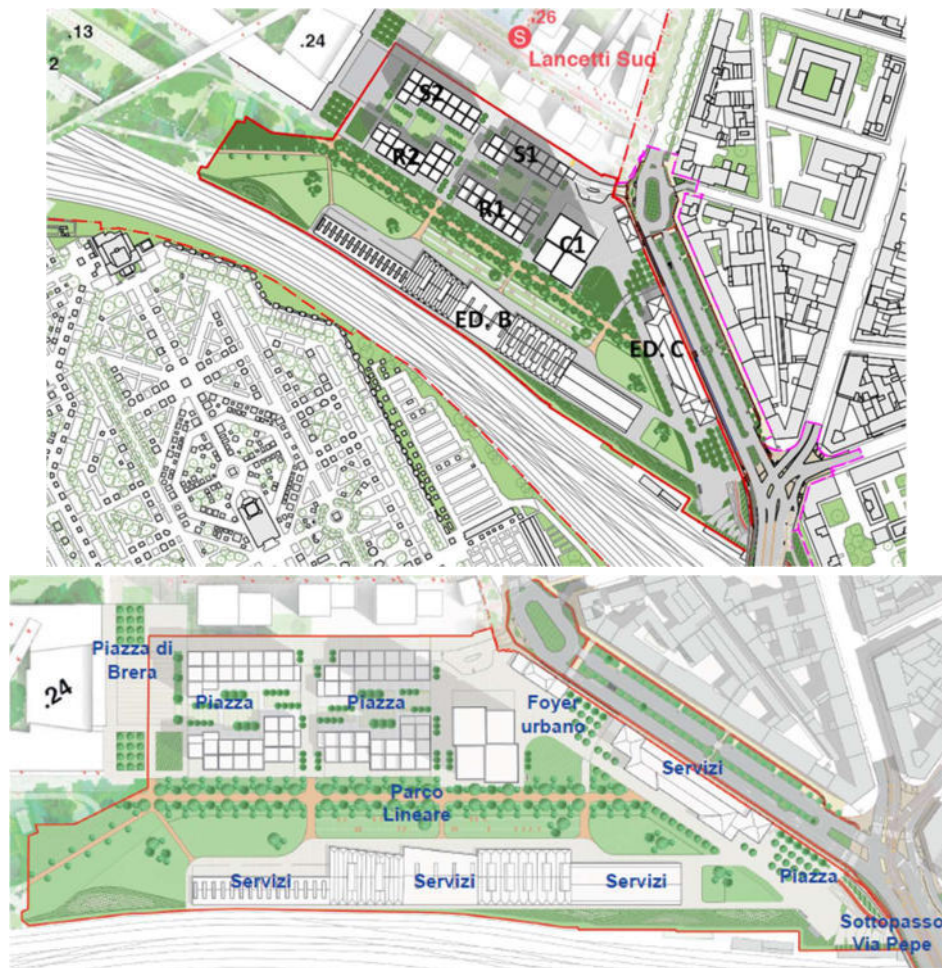 .13
2
.24
.26
S
Lancetti Sud
S2
R2
S1
R1
C1
ED. B
ED. C
Piazza di
Brera
.24
Piazza
Piazza
Foyer
urbano
Servizi
Parco
Lineare
Servizi
Servizi
Servizi
Piazza
Sottopasso
Via Pepe